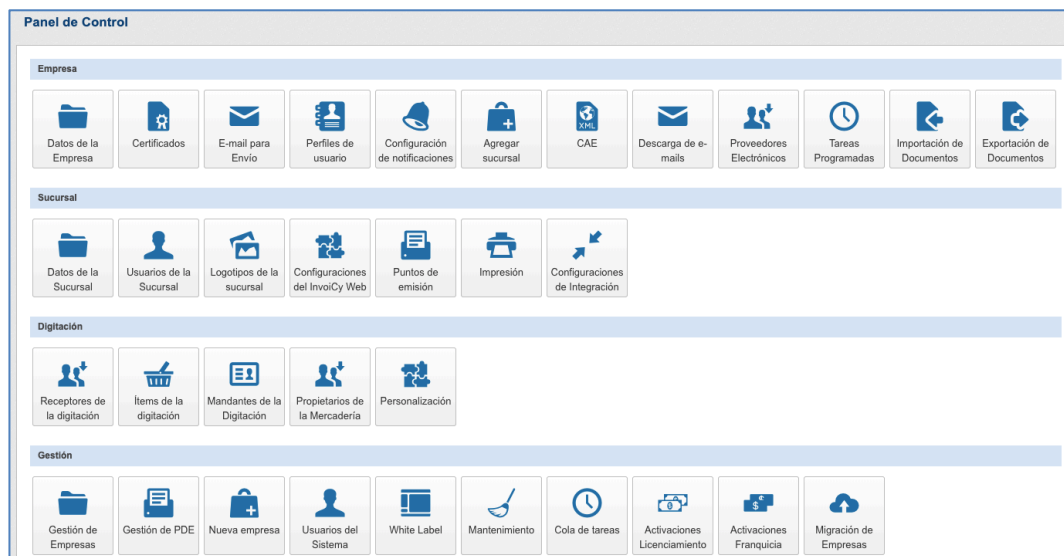 Panel de Control
Empresa
Datos de la
Empresa
Certificados
E-mail para
Envío
Perfiles de
usuario
Configuración
de notificaciones
Agregar
sucursal
XML
CAE
Descarga de e-
mails
Proveedores
Electrónicos
Tareas
Programadas
Importación de
Documentos
Exportación de
Documentos
Sucursal
Datos de la
Sucursal
Usuarios de la
Sucursal
Logotipos de la
sucursal
Configuraciones
del InvoiCy Web
Puntos de
emisión
Impresión
Configuraciones
de Integración
Digitación
Receptores de
la digitación
Ítems de la
digitación
Mandantes de la
Digitación
Propietarios de
la Mercadería
Personalización
Gestión
Gestión de
Empresas
Gestión de PDE
Nueva empresa
Usuarios del
Sistema
White Label
Mantenimiento
Cola de tareas
Activaciones
Licenciamiento
Activaciones
Franquicia
Migración de
Empresas